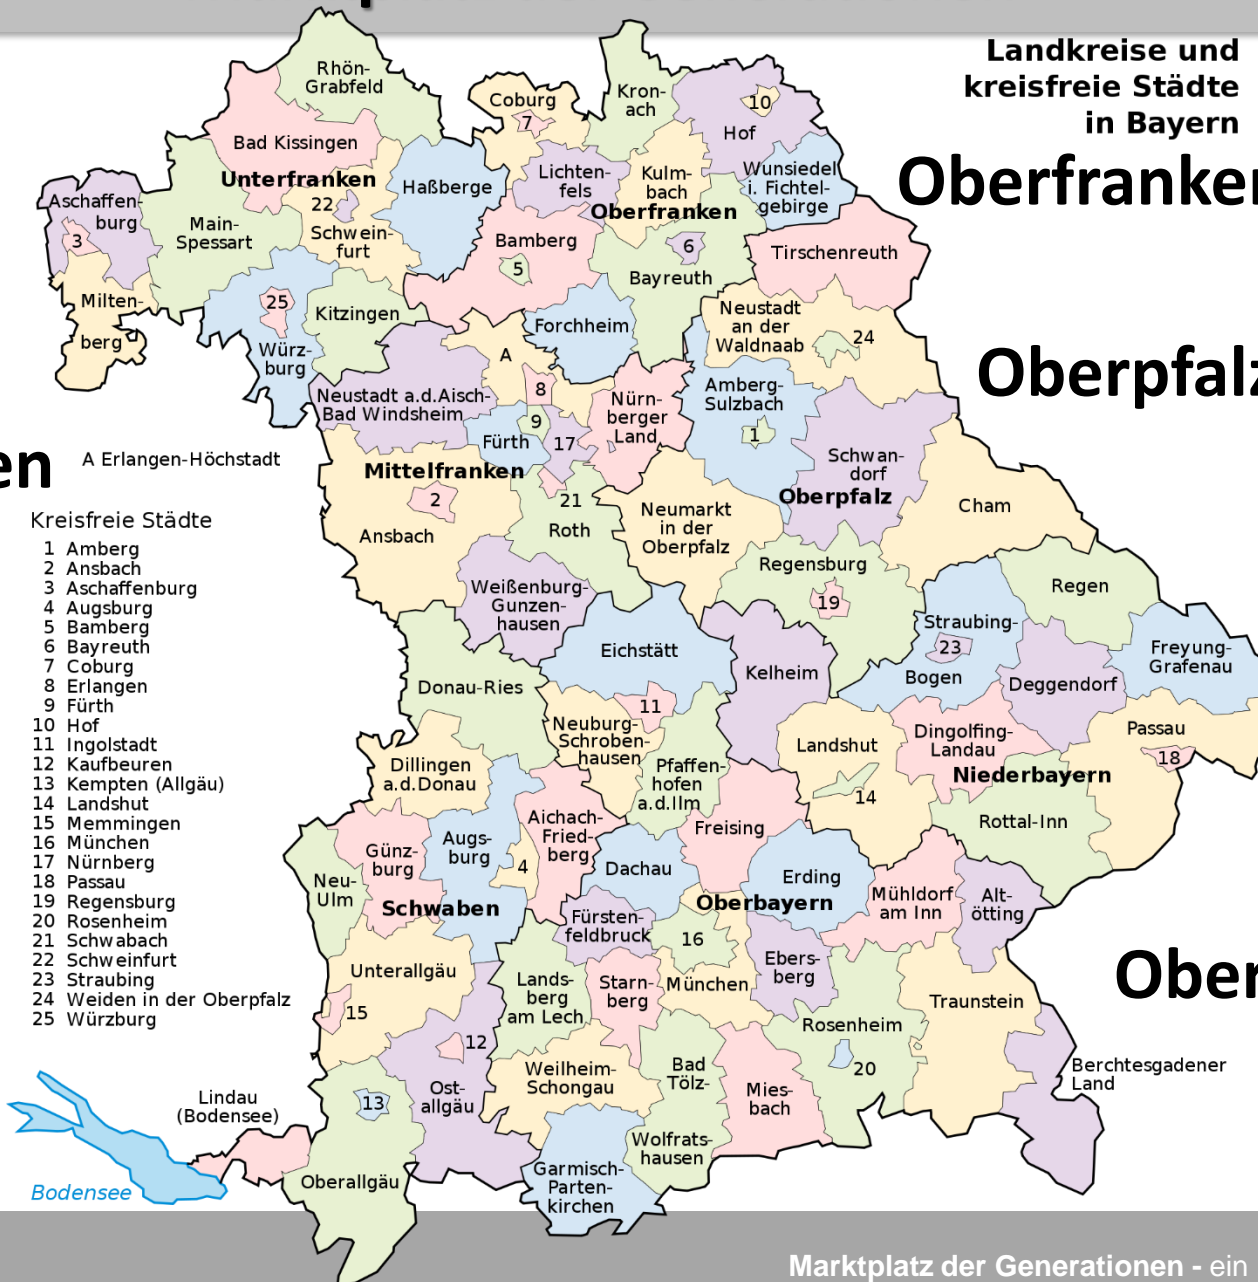 Landkreise und
kreisfreie Städte
in Bayern
Oberfranken
Oberpfalz
en
Ober
Rhön-
Grabfeld
Coburg
7
Kron-
ach
10
Hof
Bad Kissingen
Unterfranken
Haßberge
Lichten-
fels
Kulm-
bach
Oberfranken
Wunsiedel
i. Fichtel-
gebirge
Aschaffen-
burg
3
Main-
Spessart
22
Schwein-
furt
Bamberg
5
6
Bayreuth
Tirschenreuth
Milten-
berg
25
Würz-
burg
Kitzingen
Forchheim
Neustadt
an der
Waldnaab
24
A
8
Neustadt a.d.Aisch-
Bad Windsheim
Fürth
9
17
Nürn-
berger
Land
Amberg-
Sulzbach
1
Schwan-
dorf
Oberpfalz
Mittelfranken
2
Ansbach
21
Roth
Neumarkt
in der
Oberpfalz
Cham
Regensburg
19
Weißenburg-
Gunzen-
hausen
Eichstätt
Kelheim
Straubing-
23
Bogen
Regen
Deggendorf
Freyung-
Grafenau
Donau-Ries
11
Neuburg-
Schroben-
hausen
Pfaffen-
hofen
a.d.Ilm
Landshut
14
Dingolfing-
Landau
Niederbayern
Passau
18
Rottal-Inn
Dillingen
a.d.Donau
Aichach-
Fried-
berg
Freising
Günz-
burg
Augs-
burg
4
Dachau
Erding
Mühldorf
am Inn
Alt-
ötting
Neu-
Ulm
Schwaben
Fürsten-
feldbruck
Oberbayern
16
München
Ebers-
berg
Unterallgäu
15
Lands-
berg
am Lech
Starn-
berg
Rosenheim
20
Traunstein
12
Ost-
allgäu
Weilheim-
Schongau
Bad
Tölz-
Wolfrats-
hausen
Mies-
bach
Berchtesgadener
Land
13
Oberallgäu
Garmisch-
Parten-
kirchen
Lindau
(Bodensee)
Bodensee
A Erlangen-Höchstadt
Kreisfreie Städte
1 Amberg
2 Ansbach
3 Aschaffenburg
4 Augsburg
5 Bamberg
6 Bayreuth
7 Coburg
8 Erlangen
9 Fürth
10 Hof
11 Ingolstadt
12 Kaufbeuren
13 Kempten (Allgäu)
14 Landshut
15 Memmingen
16 München
17 Nürnberg
18 Passau
19 Regensburg
20 Rosenheim
21 Schwabach
22 Schweinfurt
23 Straubing
24 Weiden in der Oberpfalz
25 Würzburg
Marktplatz der Generationen - ein